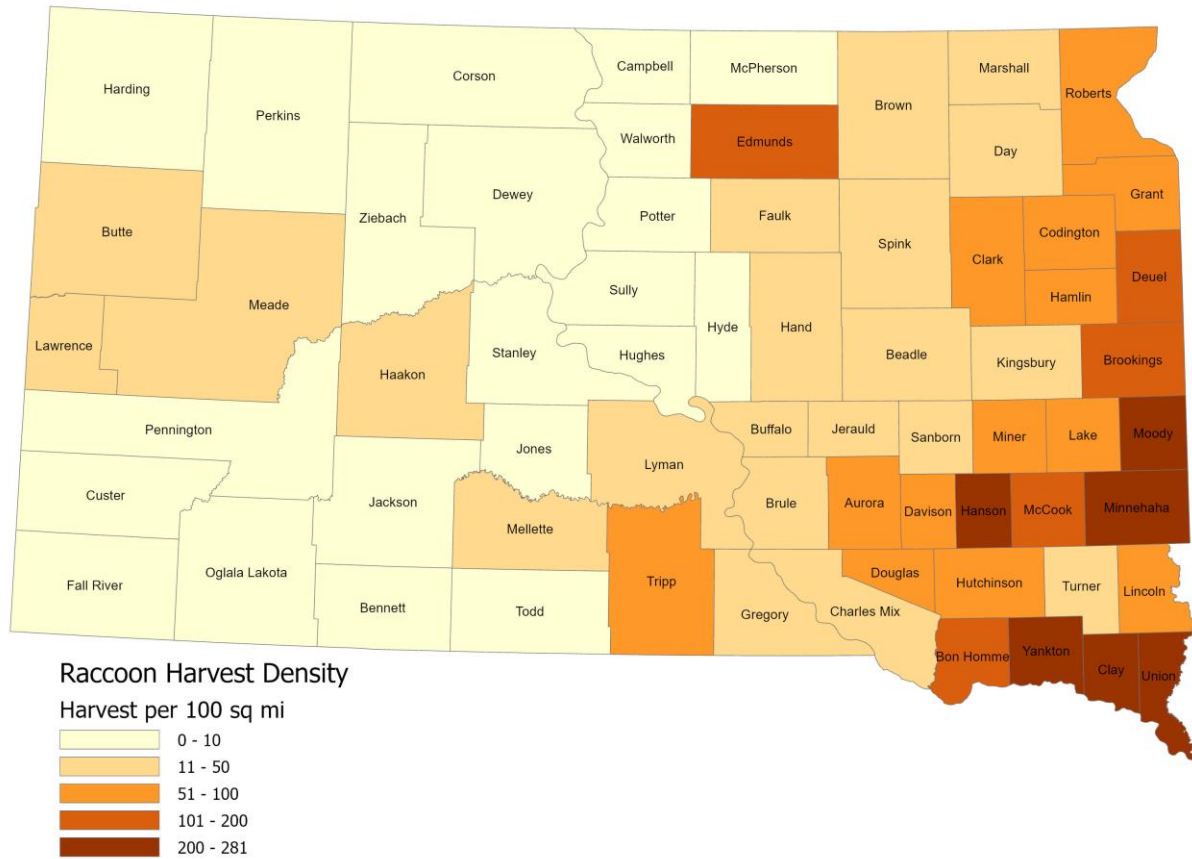 Harding
Perkins
Corson
Campbell
McPherson
Brown
Marshall
Roberts
Walworth
Edmunds
Day
Butte
Ziebach
Dewey
Potter
Faulk
Spink
Clark
Codington
Grant
Meade
Sully
Hyde
Hand
Hamlin
Deuel
Lawrence
Haakon
Stanley
Hughes
Beadle
Kingsbury
Brookings
Pennington
Jones
Lyman
Buffalo
Jerauld
Sanborn
Miner
Lake
Moody
Custer
Jackson
Mellette
Brule
Aurora
Davison
Hanson
McCook
Minnehaha
Fall River
Oglala Lakota
Bennett
Todd
Tripp
Gregory
Charles Mix
Douglas
Hutchinson
Turner
Lincoln
Bon Homme
Yankton
Clay
Union
Raccoon Harvest Density
Harvest per 100 sq mi
0 - 10
11 - 50
51 - 100
101 - 200
200 - 281